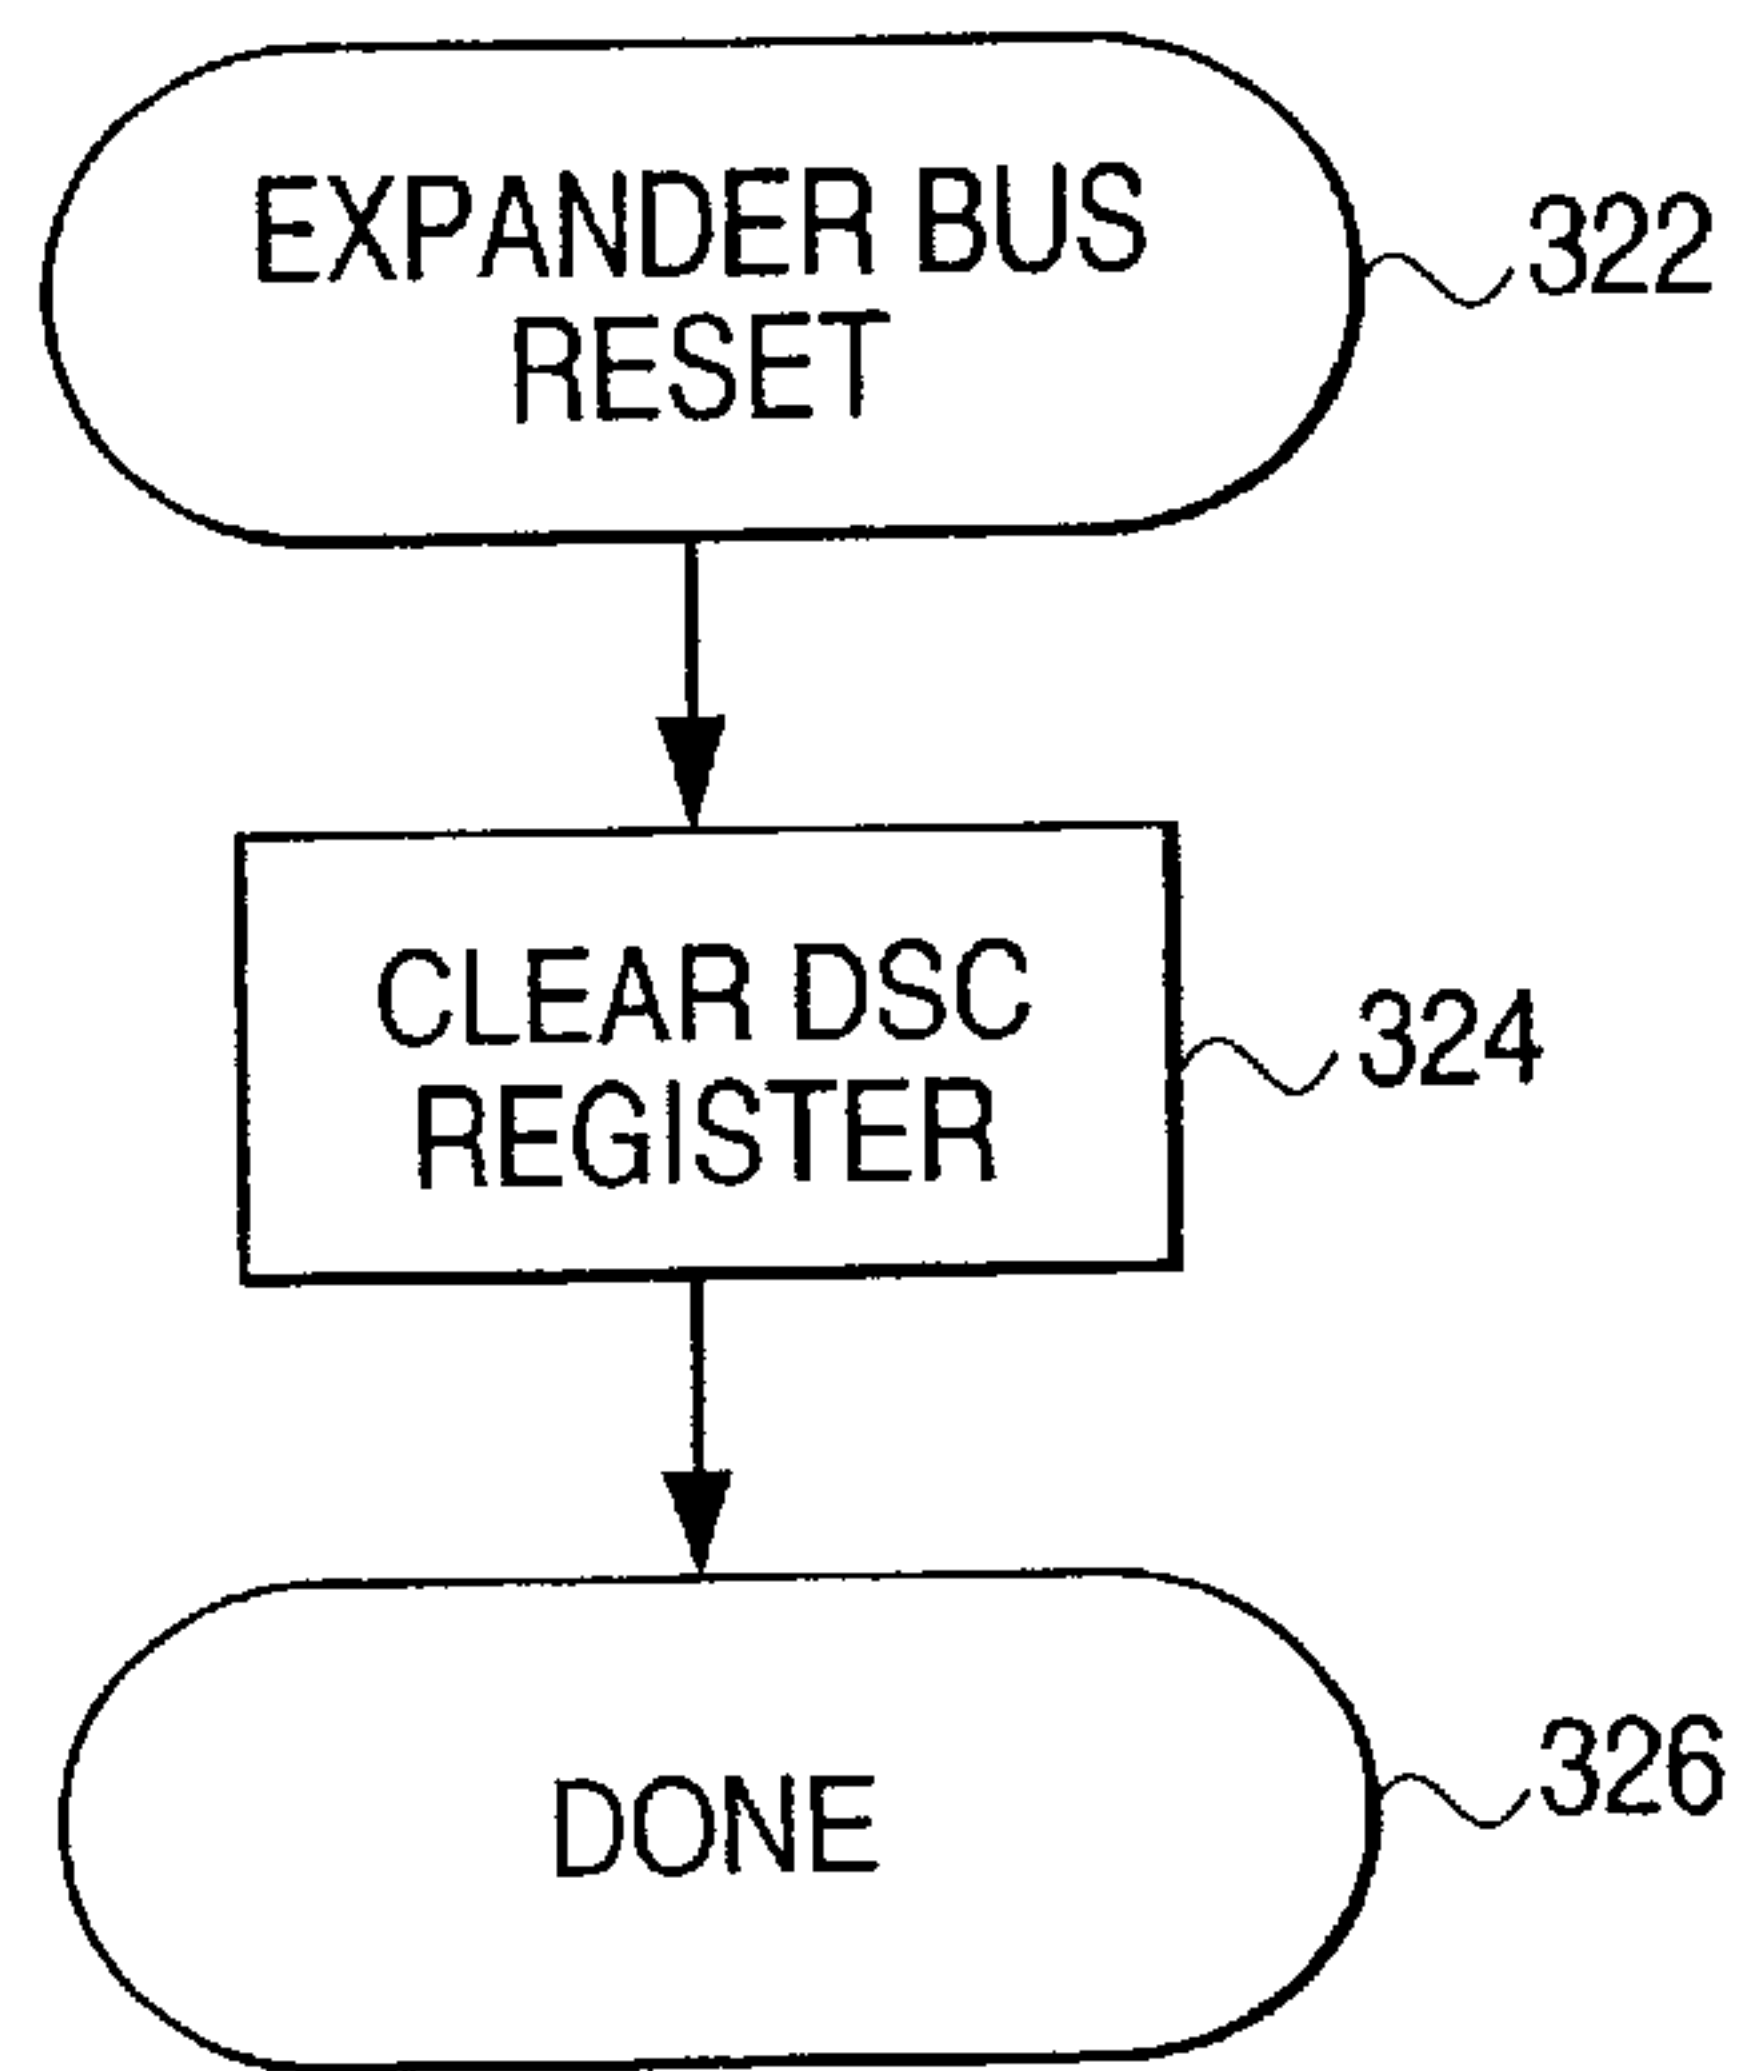 EXPANDER BUS
RESET
322
CLEAR DSC
REGISTER
324
DONE
326